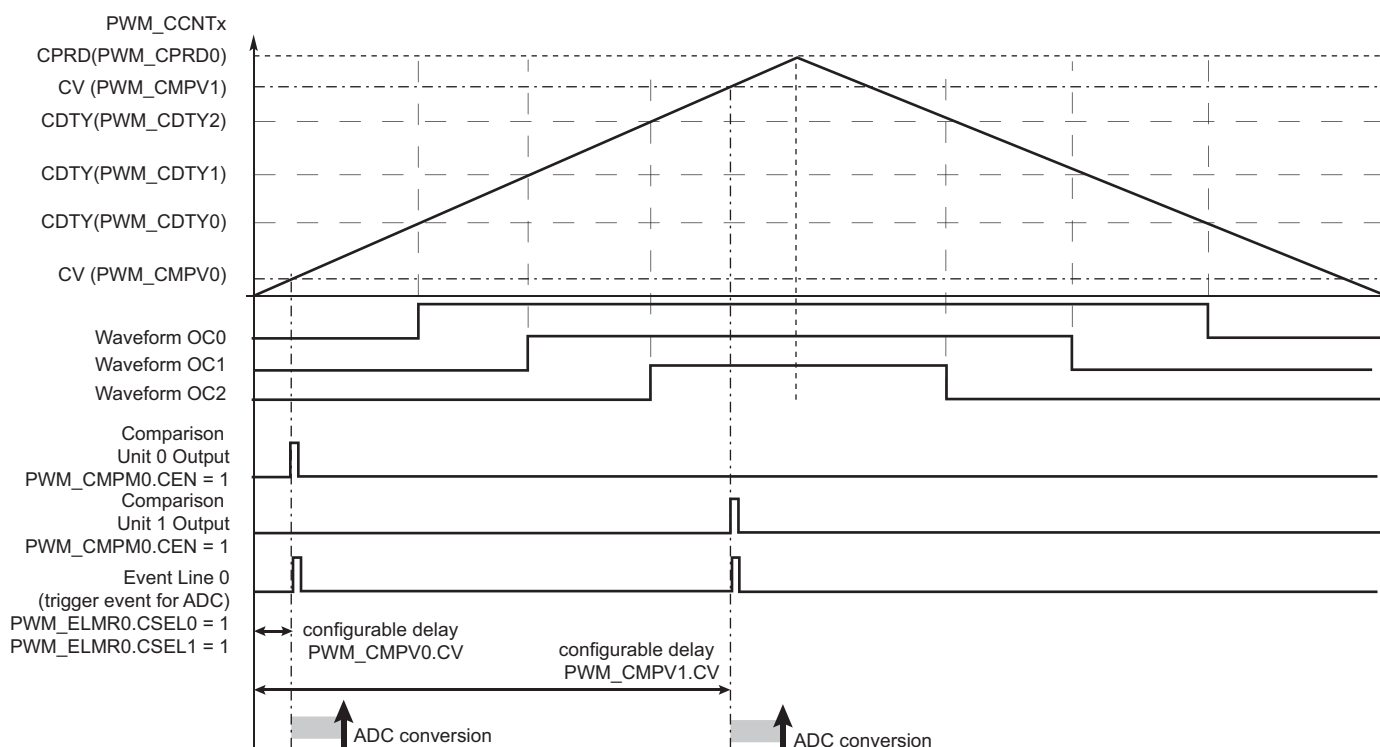 PWM_CCNTx
CPRD(PWM_CPRD0)
CV (PWM_CMPV1)
CDTY(PWM_CDTY2)
CDTY(PWM_CDTY1)
CDTY(PWM_CDTY0)
CV (PWM_CMPV0)
Waveform OC0
Waveform OC1
Waveform OC2
Comparison
Unit 0 Output
PWM_CMPM0.CEN = 1
Comparison
Unit 1 Output
PWM_CMPM0.CEN = 1
Event Line 0
(trigger event for ADC)
PWM_ELMR0.CSEL0 = 1
PWM_ELMR0.CSEL1 = 1
configurable delay
PWM_CMPV0.CV
configurable delay
PWM_CMPV1.CV
ADC conversion
ADC conversion